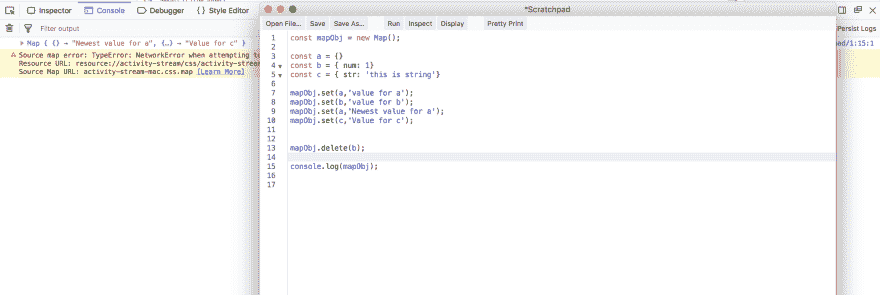 Inspector Console Debugger Style Editor
Filter output
Persist Logs
Map { {} → "Newest value for a", {…} → "Value for c" }
Source map error: TypeError: NetworkError when attempting to
Resource URL: resource://activity-stream/css/activity-stream
Source Map URL: activity-stream-mac.css.map [Learn More]
:1:15:1
*Scratchpad
Open File... Save Save As... Run Inspect Display Pretty Print
1 const mapObj = new Map();
2
3 const a = {}
4 const b = { num: 1}
5 const c = { str: 'this is string'}
6
7 mapObj.set(a,'value for a');
8 mapObj.set(b,'value for b');
9 mapObj.set(a,'Newest value for a');
10 mapObj.set(c,'Value for c');
11
12
13 mapObj.delete(b);
14
15 console.log(mapObj);
16
17